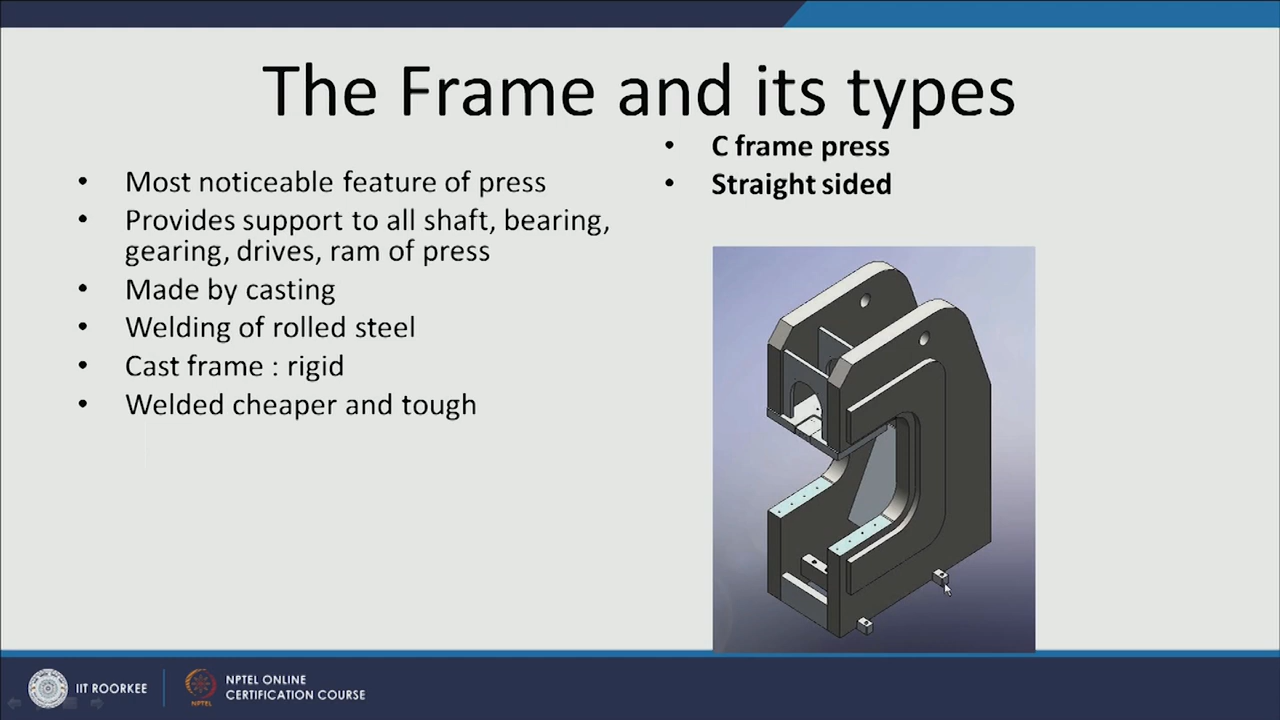 The Frame and its types
• Most noticeable feature of press
• Provides support to all shaft, bearing,
gearing, drives, ram of press
• Made by casting
• Welding of rolled steel
• Cast frame : rigid
• Welded cheaper and tough
• C frame press
• Straight sided
IIT ROORKEE
NPTEL
NPTEL ONLINE
CERTIFICATION COURSE